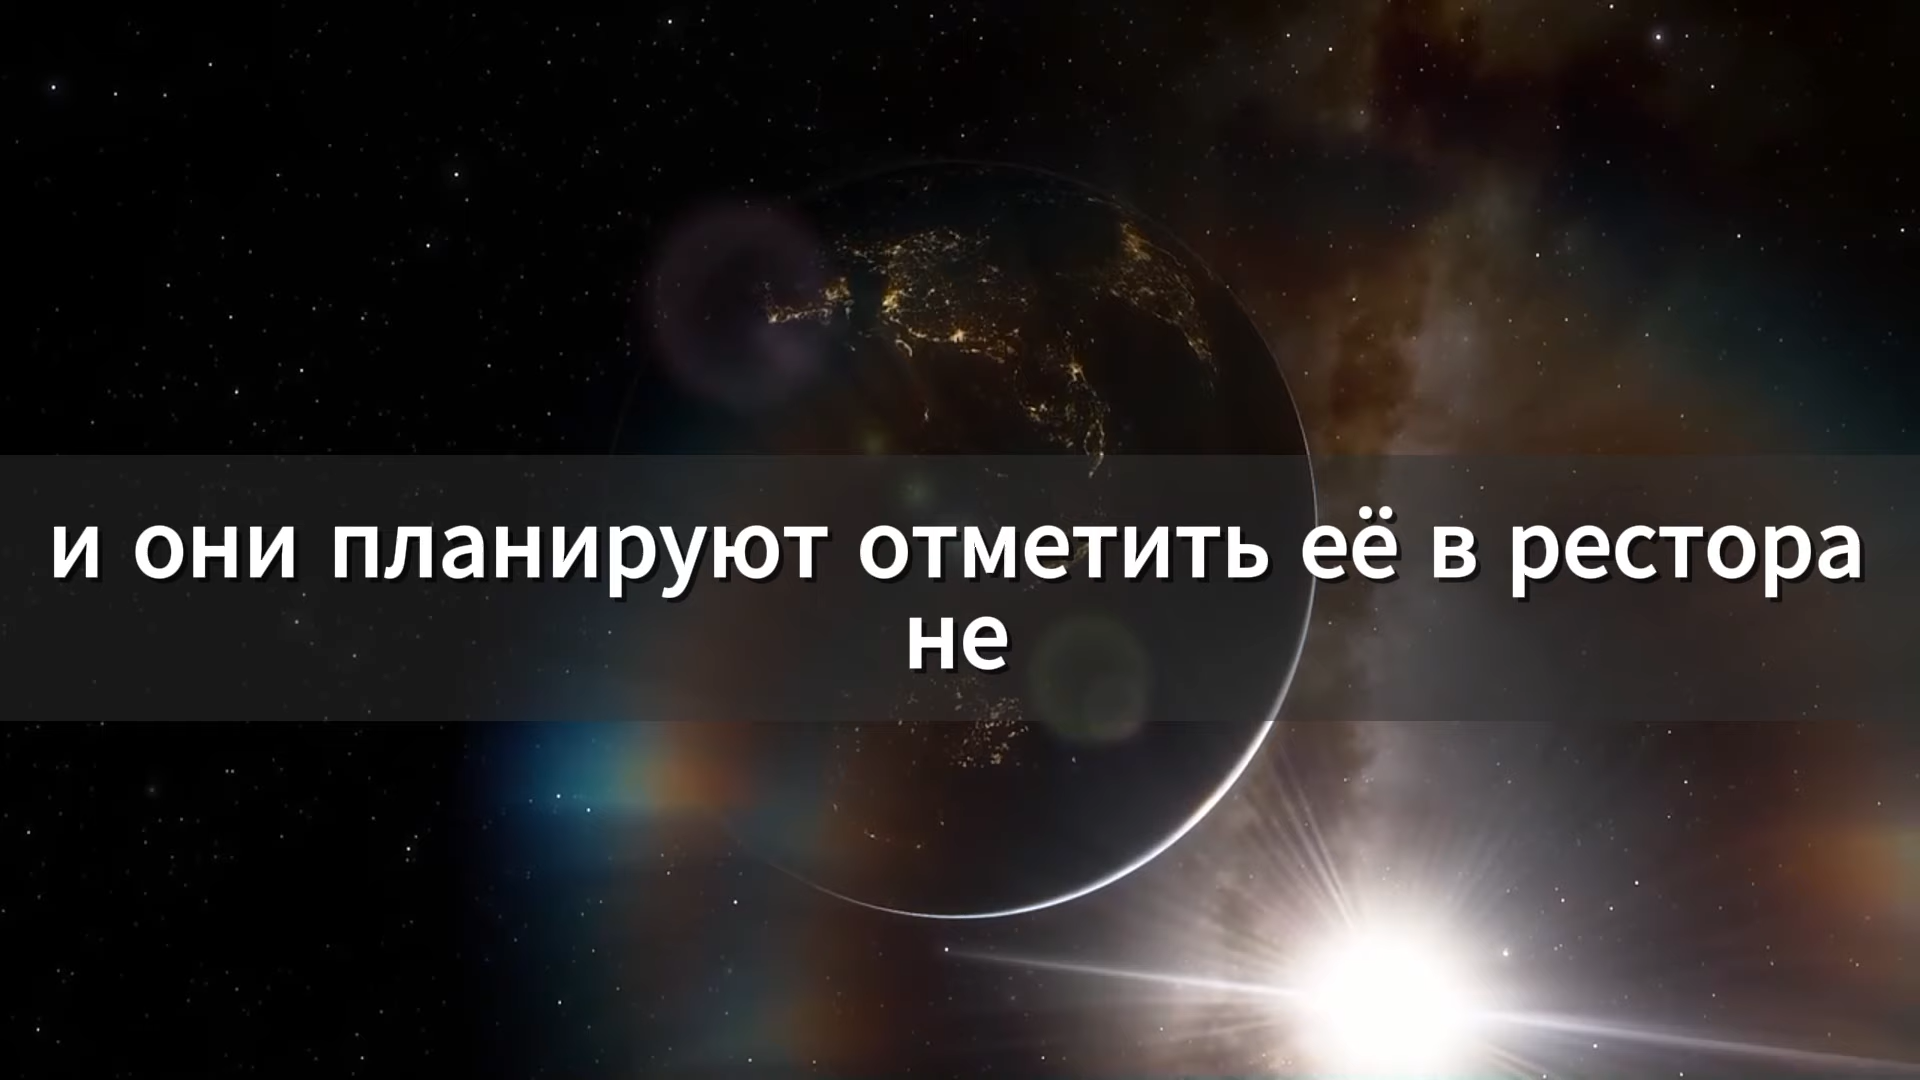 и они планируют отметить её в рестора
не